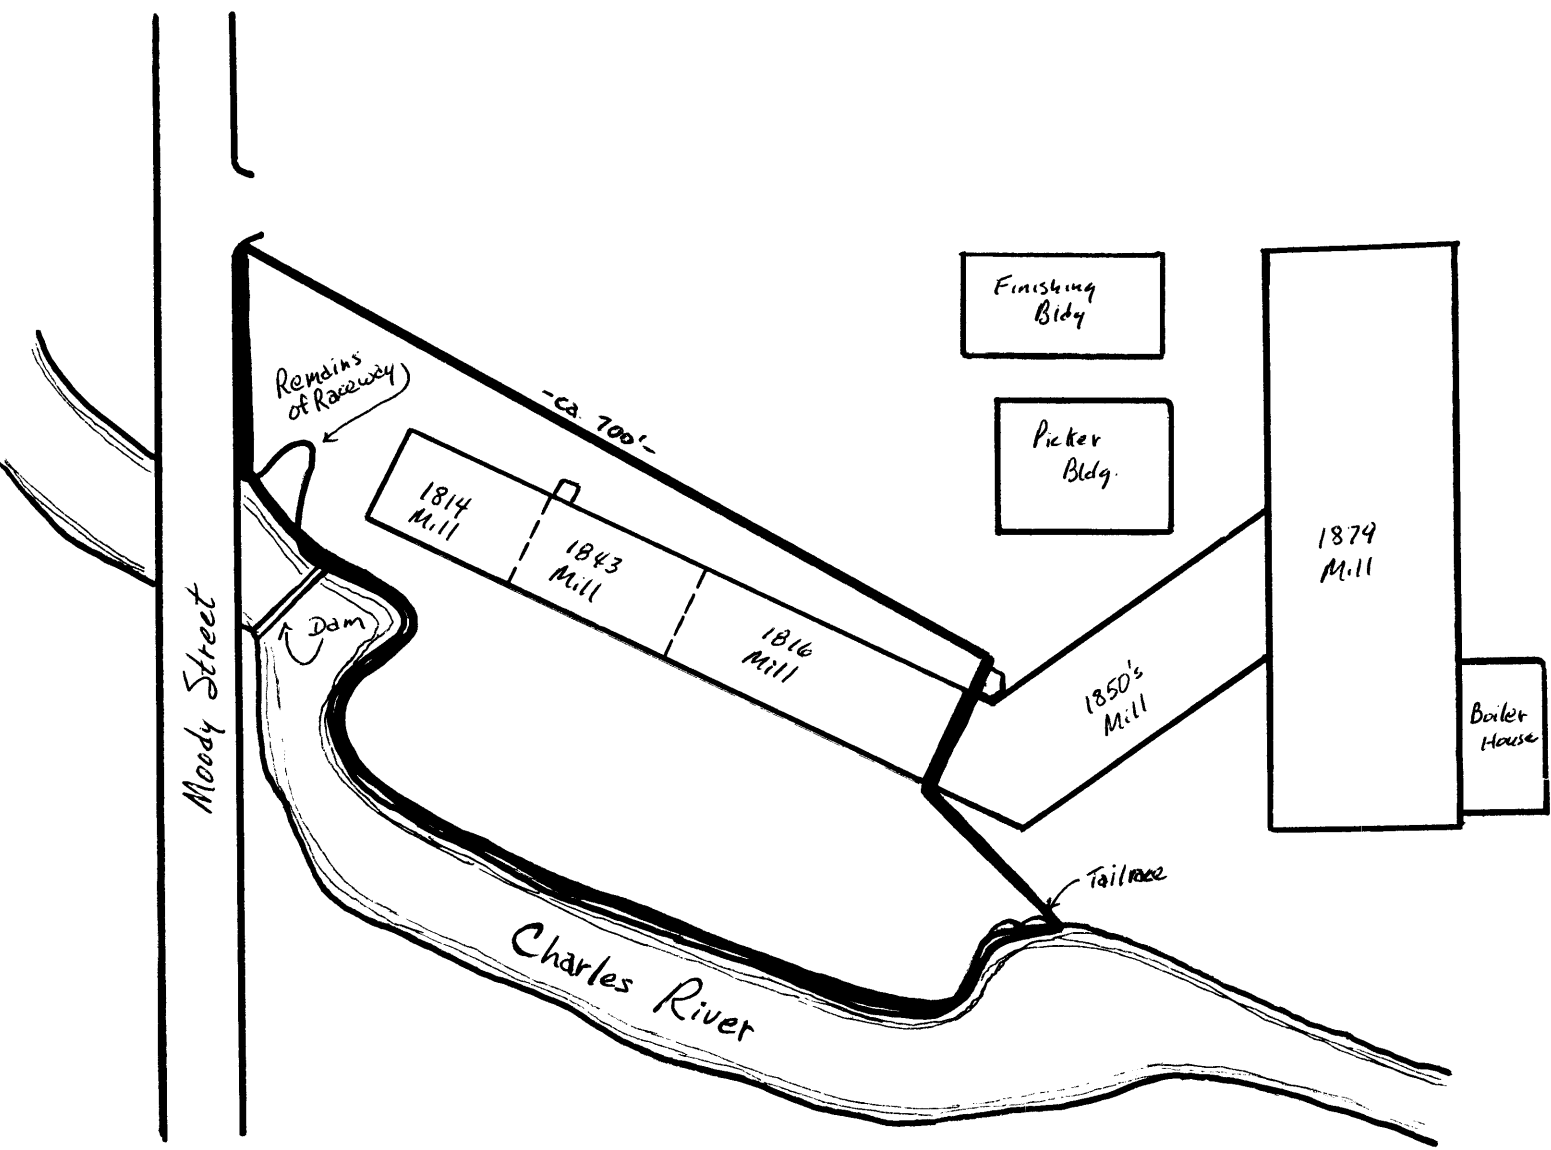 Finishing
Bldg
Remains
of Raceway
-ca. 700'-
Picker
Bldg.
1814
Mill
1843
Mill
1816
Mill
1879
Mill
Dam
Moody Street
1850's
Mill
Boiler
House
Tailrace
Charles River